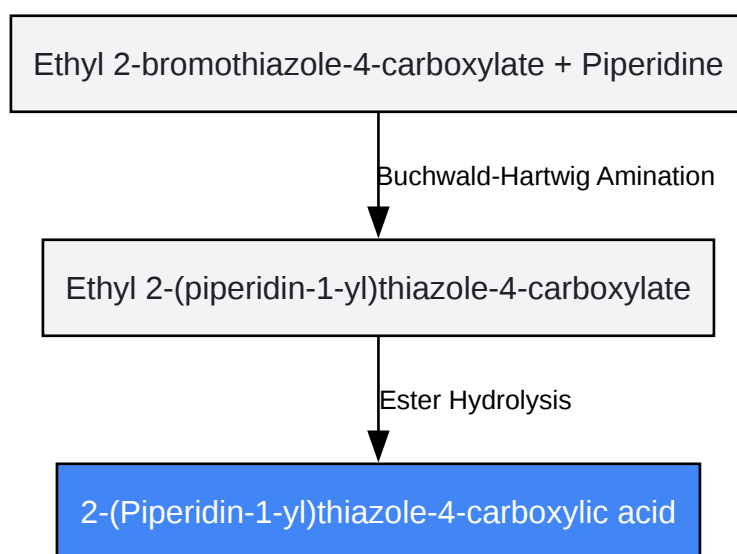 Ethyl 2-bromothiazole-4-carboxylate + Piperidine
Buchwald-Hartwig Amination
Ethyl 2-(piperidin-1-yl)thiazole-4-carboxylate
Ester Hydrolysis
2-(Piperidin-1-yl)thiazole-4-carboxylic acid